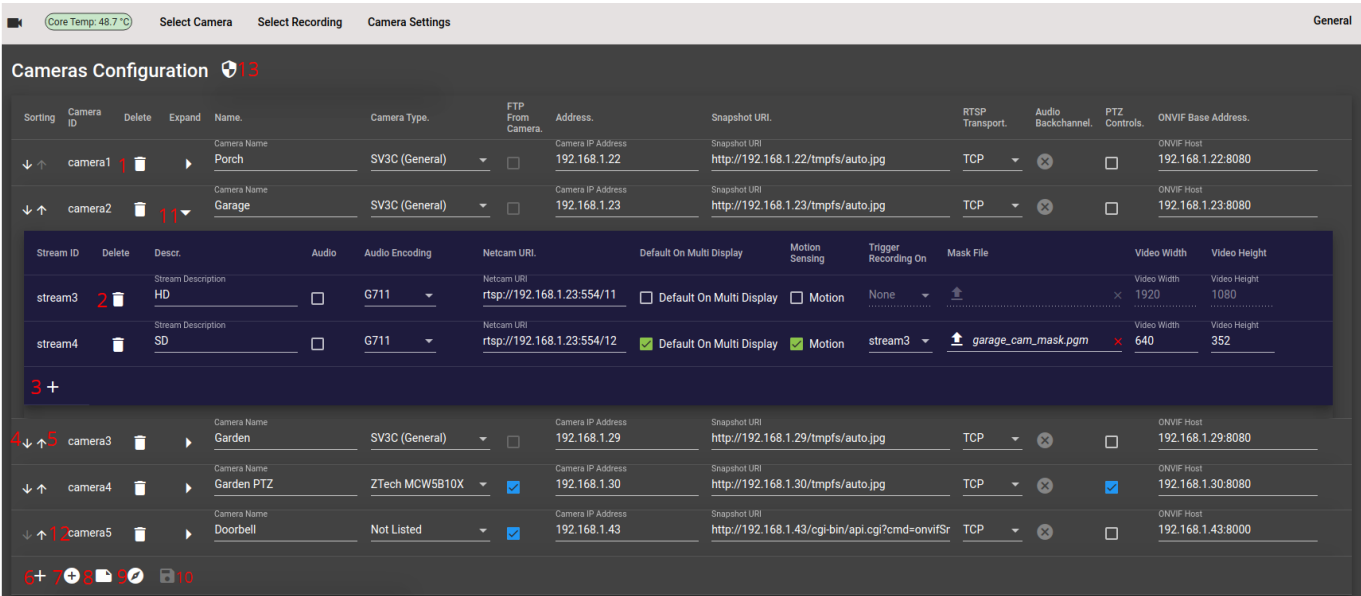 Core Temp: 48.7 °C Select Camera Select Recording Camera Settings General
Cameras Configuration 13
Sorting Camera ID Delete Expand Name. Camera Type. FTP From Camera. Address. Snapshot URI. RTSP Transport. Audio Backchannel. PTZ Controls. ONVIF Base Address.
Camera Name Camera IP Address Snapshot URI ONVIF Host
camera1 1 Porch SV3C (General) 192.168.1.22 http://192.168.1.22/tmpfs/auto.jpg TCP 192.168.1.22:8080
Camera Name Camera IP Address Snapshot URI ONVIF Host
camera2 11 Garage SV3C (General) 192.168.1.23 http://192.168.1.23/tmpfs/auto.jpg TCP 192.168.1.23:8080
Stream ID Delete Descr. Audio Audio Encoding Netcam URI. Default On Multi Display Motion Sensing Trigger Recording On Mask File Video Width Video Height
Stream Description Netcam URI Video Width Video Height
stream3 2 HD G711 rtsp://192.168.1.23:554/11 Default On Multi Display Motion None 1920 1080
Stream Description Netcam URI Video Width Video Height
stream4 SD G711 rtsp://192.168.1.23:554/12 Default On Multi Display Motion stream3 garage_cam_mask.pgm 640 352
3
Camera Name Camera IP Address Snapshot URI ONVIF Host
4 5 camera3 Garden SV3C (General) 192.168.1.29 http://192.168.1.29/tmpfs/auto.jpg TCP 192.168.1.29:8080
Camera Name Camera IP Address Snapshot URI ONVIF Host
camera4 Garden PTZ ZTech MCW5B10X 192.168.1.30 http://192.168.1.30/tmpfs/auto.jpg TCP 192.168.1.30:8080
Camera Name Camera IP Address Snapshot URI ONVIF Host
12 camera5 Doorbell Not Listed 192.168.1.43 http://192.168.1.43/cgi-bin/api.cgi?cmd=onvifSr TCP 192.168.1.43:8000
6 7 8 9 10